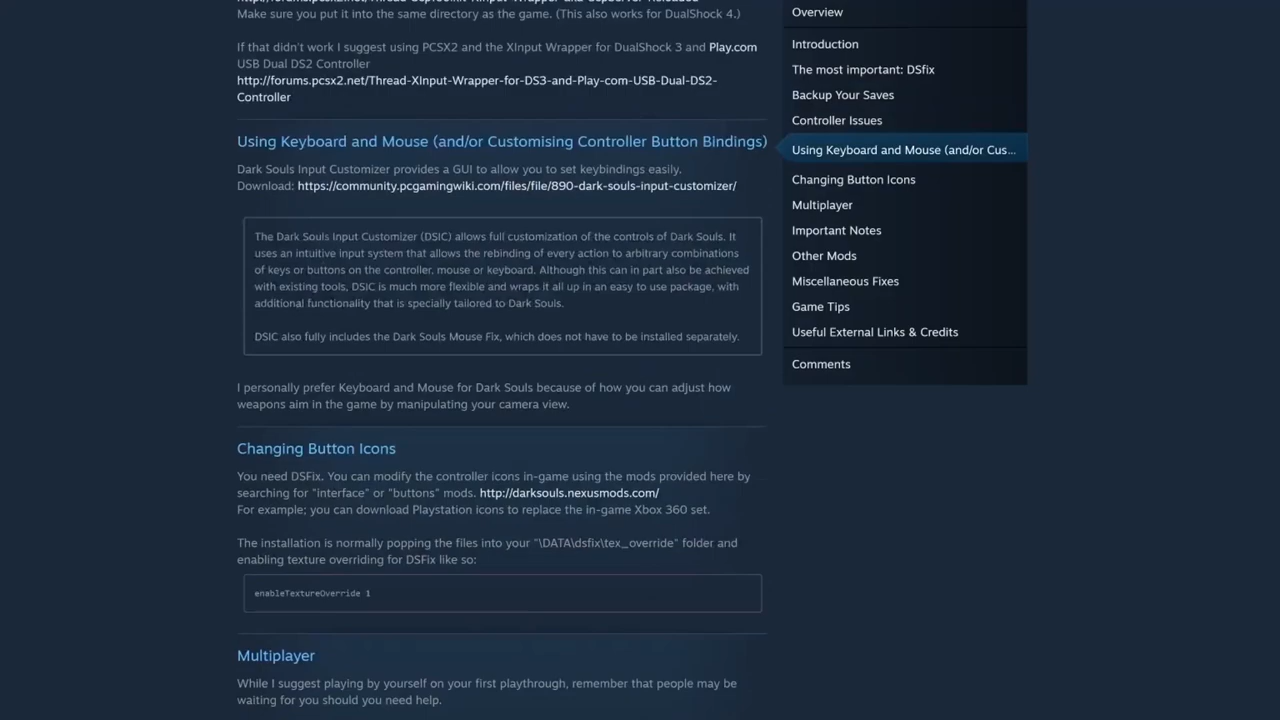 Make sure you put it into the same directory as the game. (This also works for DualShock 4.)
If that didn't work I suggest using PCSX2 and the XInput Wrapper for DualShock 3 and Play.com
USB Dual DS2 Controller
http://forums.pcsx2.net/Thread-XInput-Wrapper-for-DS3-and-Play-com-USB-Dual-DS2-
Controller
Using Keyboard and Mouse (and/or Customising Controller Button Bindings)
Dark Souls Input Customizer provides a GUI to allow you to set keybindings easily.
Download: https://community.pcgamingwiki.com/files/file/890-dark-souls-input-customizer/
The Dark Souls Input Customizer (DSIC) allows full customization of the controls of Dark Souls. It
uses an intuitive input system that allows the rebinding of every action to arbitrary combinations
of keys or buttons on the controller, mouse or keyboard. Although this can in part also be achieved
with existing tools, DSIC is much more flexible and wraps it all up in an easy to use package, with
additional functionality that is specially tailored to Dark Souls.
DSIC also fully includes the Dark Souls Mouse Fix, which does not have to be installed separately.
I personally prefer Keyboard and Mouse for Dark Souls because of how you can adjust how
weapons aim in the game by manipulating your camera view.
Changing Button Icons
You need DSFix. You can modify the controller icons in-game using the mods provided here by
searching for "interface" or "buttons" mods. http://darksouls.nexusmods.com/
For example; you can download Playstation icons to replace the in-game Xbox 360 set.
The installation is normally popping the files into your "\DATA\dsfix\tex_override" folder and
enabling texture overriding for DSFix like so:
enableTextureOverride 1
Multiplayer
While I suggest playing by yourself on your first playthrough, remember that people may be
waiting for you should you need help.
Overview
Introduction
The most important: DSfix
Backup Your Saves
Controller Issues
Using Keyboard and Mouse (and/or Cus...
Changing Button Icons
Multiplayer
Important Notes
Other Mods
Miscellaneous Fixes
Game Tips
Useful External Links & Credits
Comments